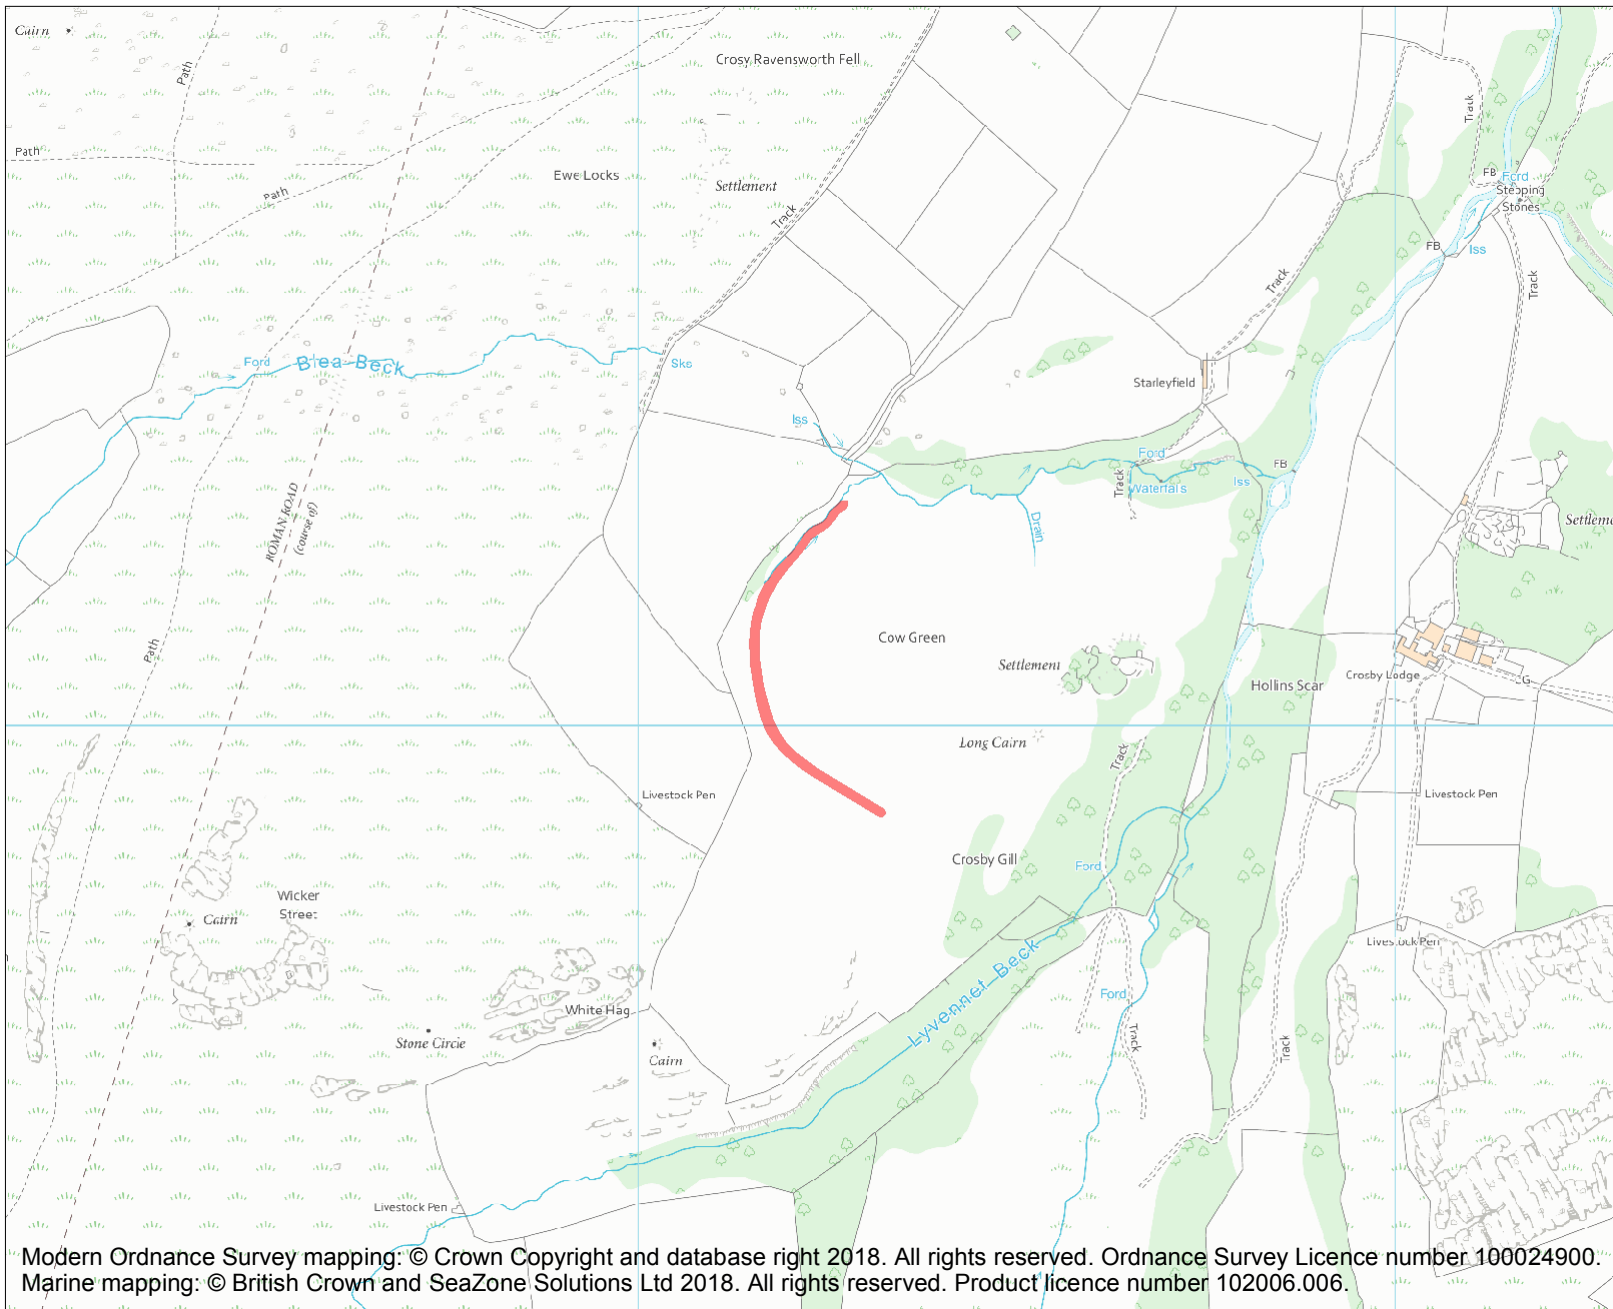 Cairn
Path
Crosy Ravensworth Fell
Track
Path
Path
Ewe Locks
Settlement
Track
FB
Ford
Stepping
Stones
FB
Iss
Track
Track
Ford
Blea Beck
Sks
Starleyfield
Iss
Ford
FB
Track
Waterfalls
Iss
ROMAN ROAD
(course of)
Drain
Settleme
Path
Cow Green
Settlement
Hollins Scar
Crosby Lodge
CG
Long Cairn
Track
Livestock Pen
Livestock Pen
Crosby Gill
Ford
Wicker
Street
Cairn
Livestock Pen
Lyvennet Beck
Ford
White Hag
Stone Circle
Cairn
Track
Track
Livestock Pen
Modern Ordnance Survey mapping: © Crown Copyright and database right 2018. All rights reserved. Ordnance Survey Licence number 100024900.
Marine mapping: © British Crown and SeaZone Solutions Ltd 2018. All rights reserved. Product licence number 102006.006.